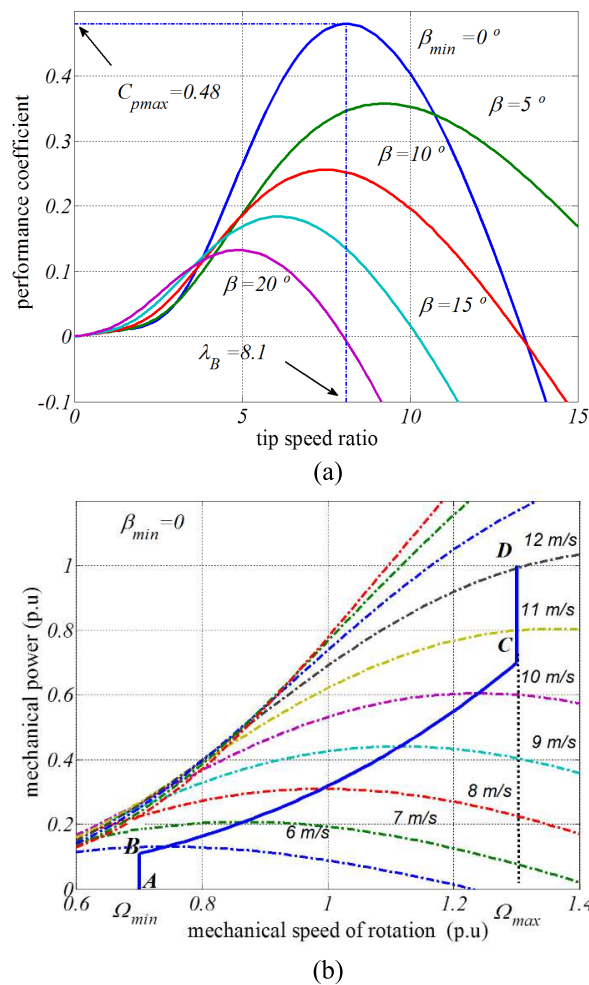 β_min=0 º
0.4
C_pmax=0.48
β=5 º
0.3
β=10 º
0.2
0.1
β=20 º
β=15 º
0
λ_B=8.1
-0.1
0 5 10 15
performance coefficient
tip speed ratio
(a)
β_min=0
D
12 m/s
1
11 m/s
0.8
C
10 m/s
0.6
9 m/s
0.4
8 m/s
7 m/s
6 m/s
0.2
B
A
0
0.6 0.8 1 1.2 1.4
Ω_min
Ω_max
mechanical power (p.u)
mechanical speed of rotation (p.u)
(b)